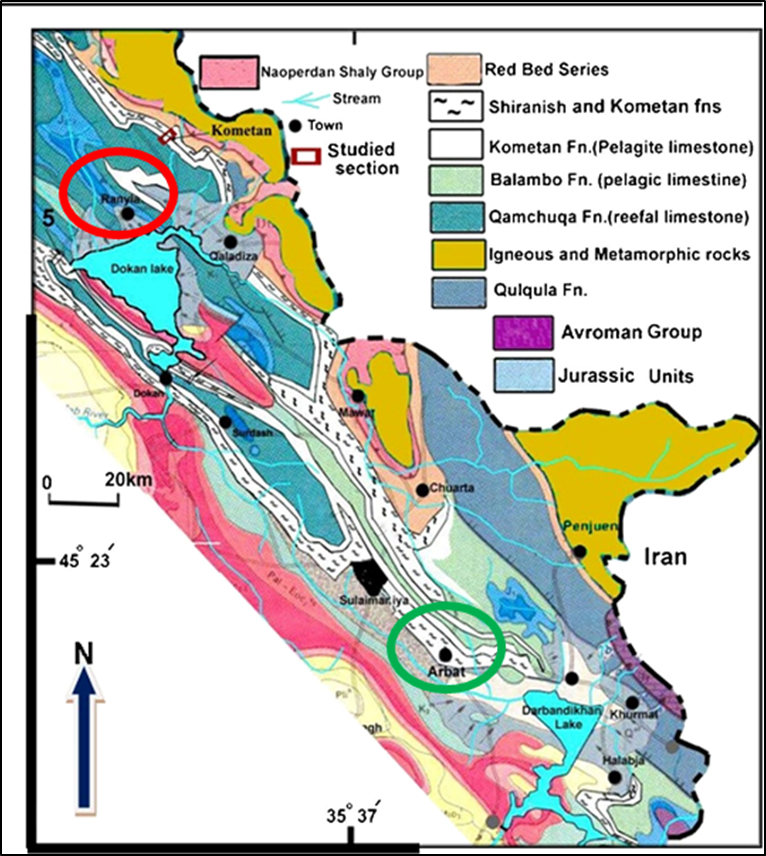 Naoperdan Shaly Group
Stream
Town
Studied
section
Red Bed Series
Shiranish and Kometan fns
Kometan Fn.(Pelagite limestone)
Balambo Fn. (pelagic limestine)
Qamchuqa Fn.(reefal limestone)
Igneous and Metamorphic rocks
Qulqula Fn.
Avroman Group
Jurassic Units
Kometan
Ranyia
5
Qaladiza
Dokan lake
Dokan
Surdash
Mawat
Chuarta
0 20km
Penjuen
Iran
45° 23´
Sulaimaniya
N
Arbat
Darbandikhan
Lake
Khurmal
Halabja
35° 37´